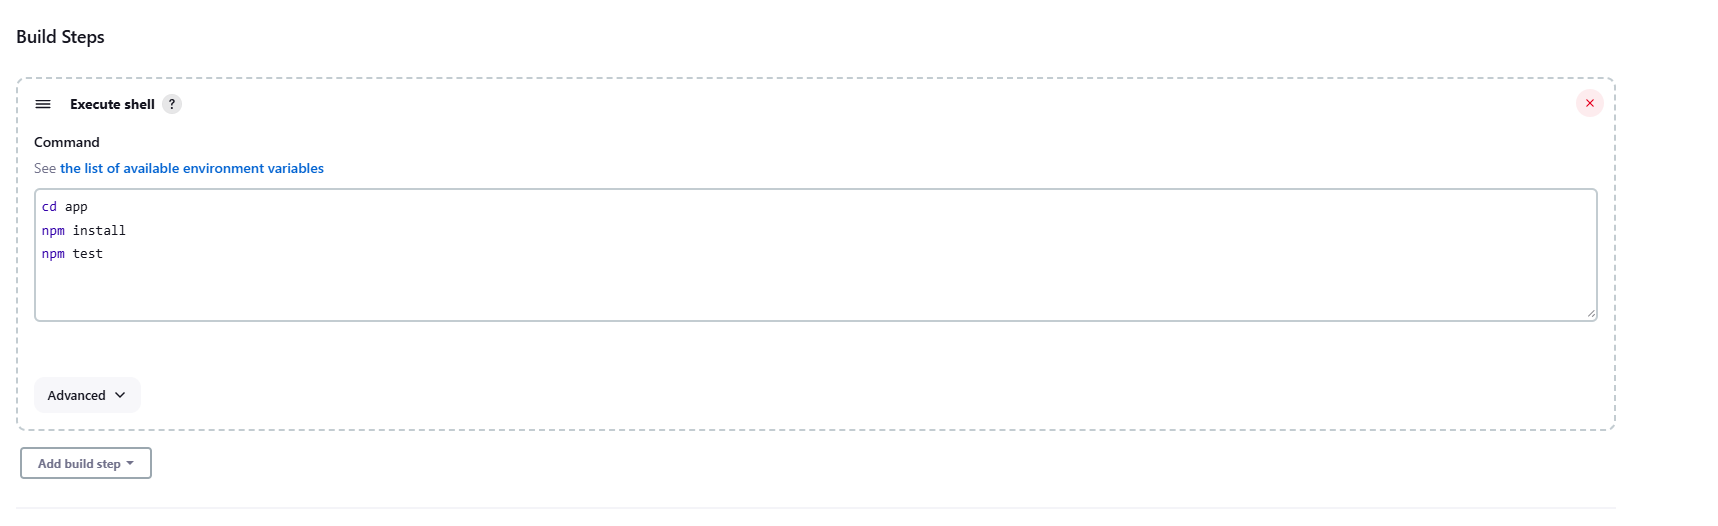 Build Steps
Execute shell ?
Command
See the list of available environment variables
cd app
npm install
npm test
Advanced
Add build step